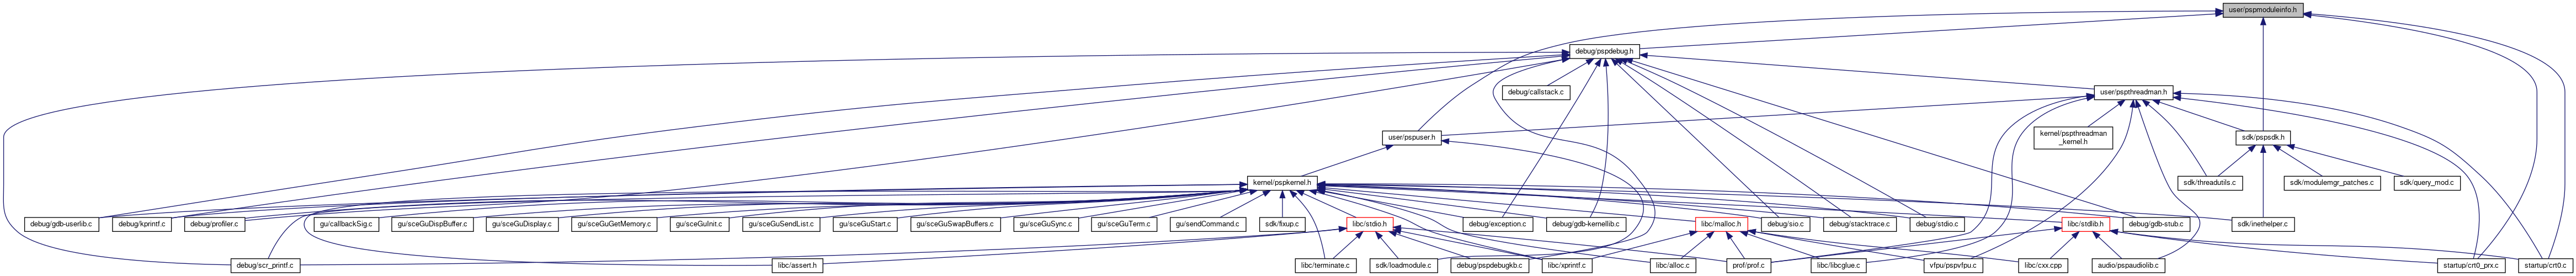 user/pspmoduleinfo.h
debug/pspdebug.h
debug/callstack.c
user/pspthreadman.h
user/pspuser.h
kernel/pspthreadman
_kernel.h
sdk/pspsdk.h
kernel/pspkernel.h
sdk/threadutils.c
sdk/modulemgr_patches.c
sdk/query_mod.c
debug/gdb-userlib.c
debug/kprintf.c
debug/profiler.c
gu/callbackSig.c
gu/sceGuDispBuffer.c
gu/sceGuDisplay.c
gu/sceGuGetMemory.c
gu/sceGuInit.c
gu/sceGuSendList.c
gu/sceGuStart.c
gu/sceGuSwapBuffers.c
gu/sceGuSync.c
gu/sceGuTerm.c
gu/sendCommand.c
sdk/fixup.c
libc/stdio.h
debug/exception.c
debug/gdb-kernellib.c
libc/malloc.h
debug/sio.c
debug/stacktrace.c
debug/stdio.c
libc/stdlib.h
debug/gdb-stub.c
sdk/inethelper.c
debug/scr_printf.c
libc/assert.h
libc/terminate.c
sdk/loadmodule.c
debug/pspdebugkb.c
libc/xprintf.c
libc/alloc.c
prof/prof.c
libc/libcglue.c
vfpu/pspvfpu.c
libc/cxx.cpp
audio/pspaudiolib.c
startup/crt0_prx.c
startup/crt0.c